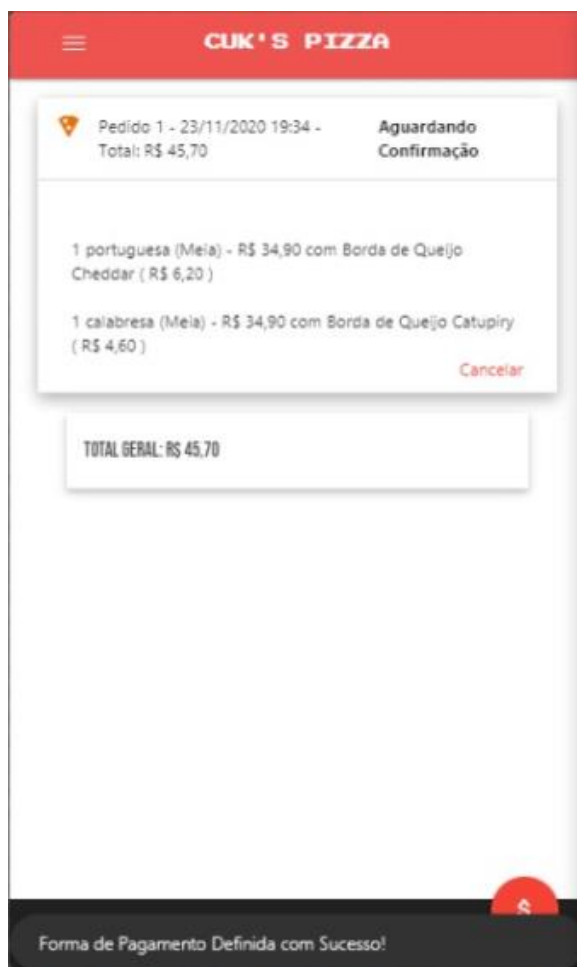 CUK'S PIZZA
Pedido 1 - 23/11/2020 19:34 - Aguardando
Total: R$ 45,70 Confirmação
1 portuguesa (Meia) - R$ 34,90 com Borda de Queijo
Cheddar ( R$ 6,20 )
1 calabresa (Meia) - R$ 34,90 com Borda de Queijo Catupiry
( R$ 4,60 )
Cancelar
TOTAL GERAL: R$ 45,70
$
Forma de Pagamento Definida com Sucesso!